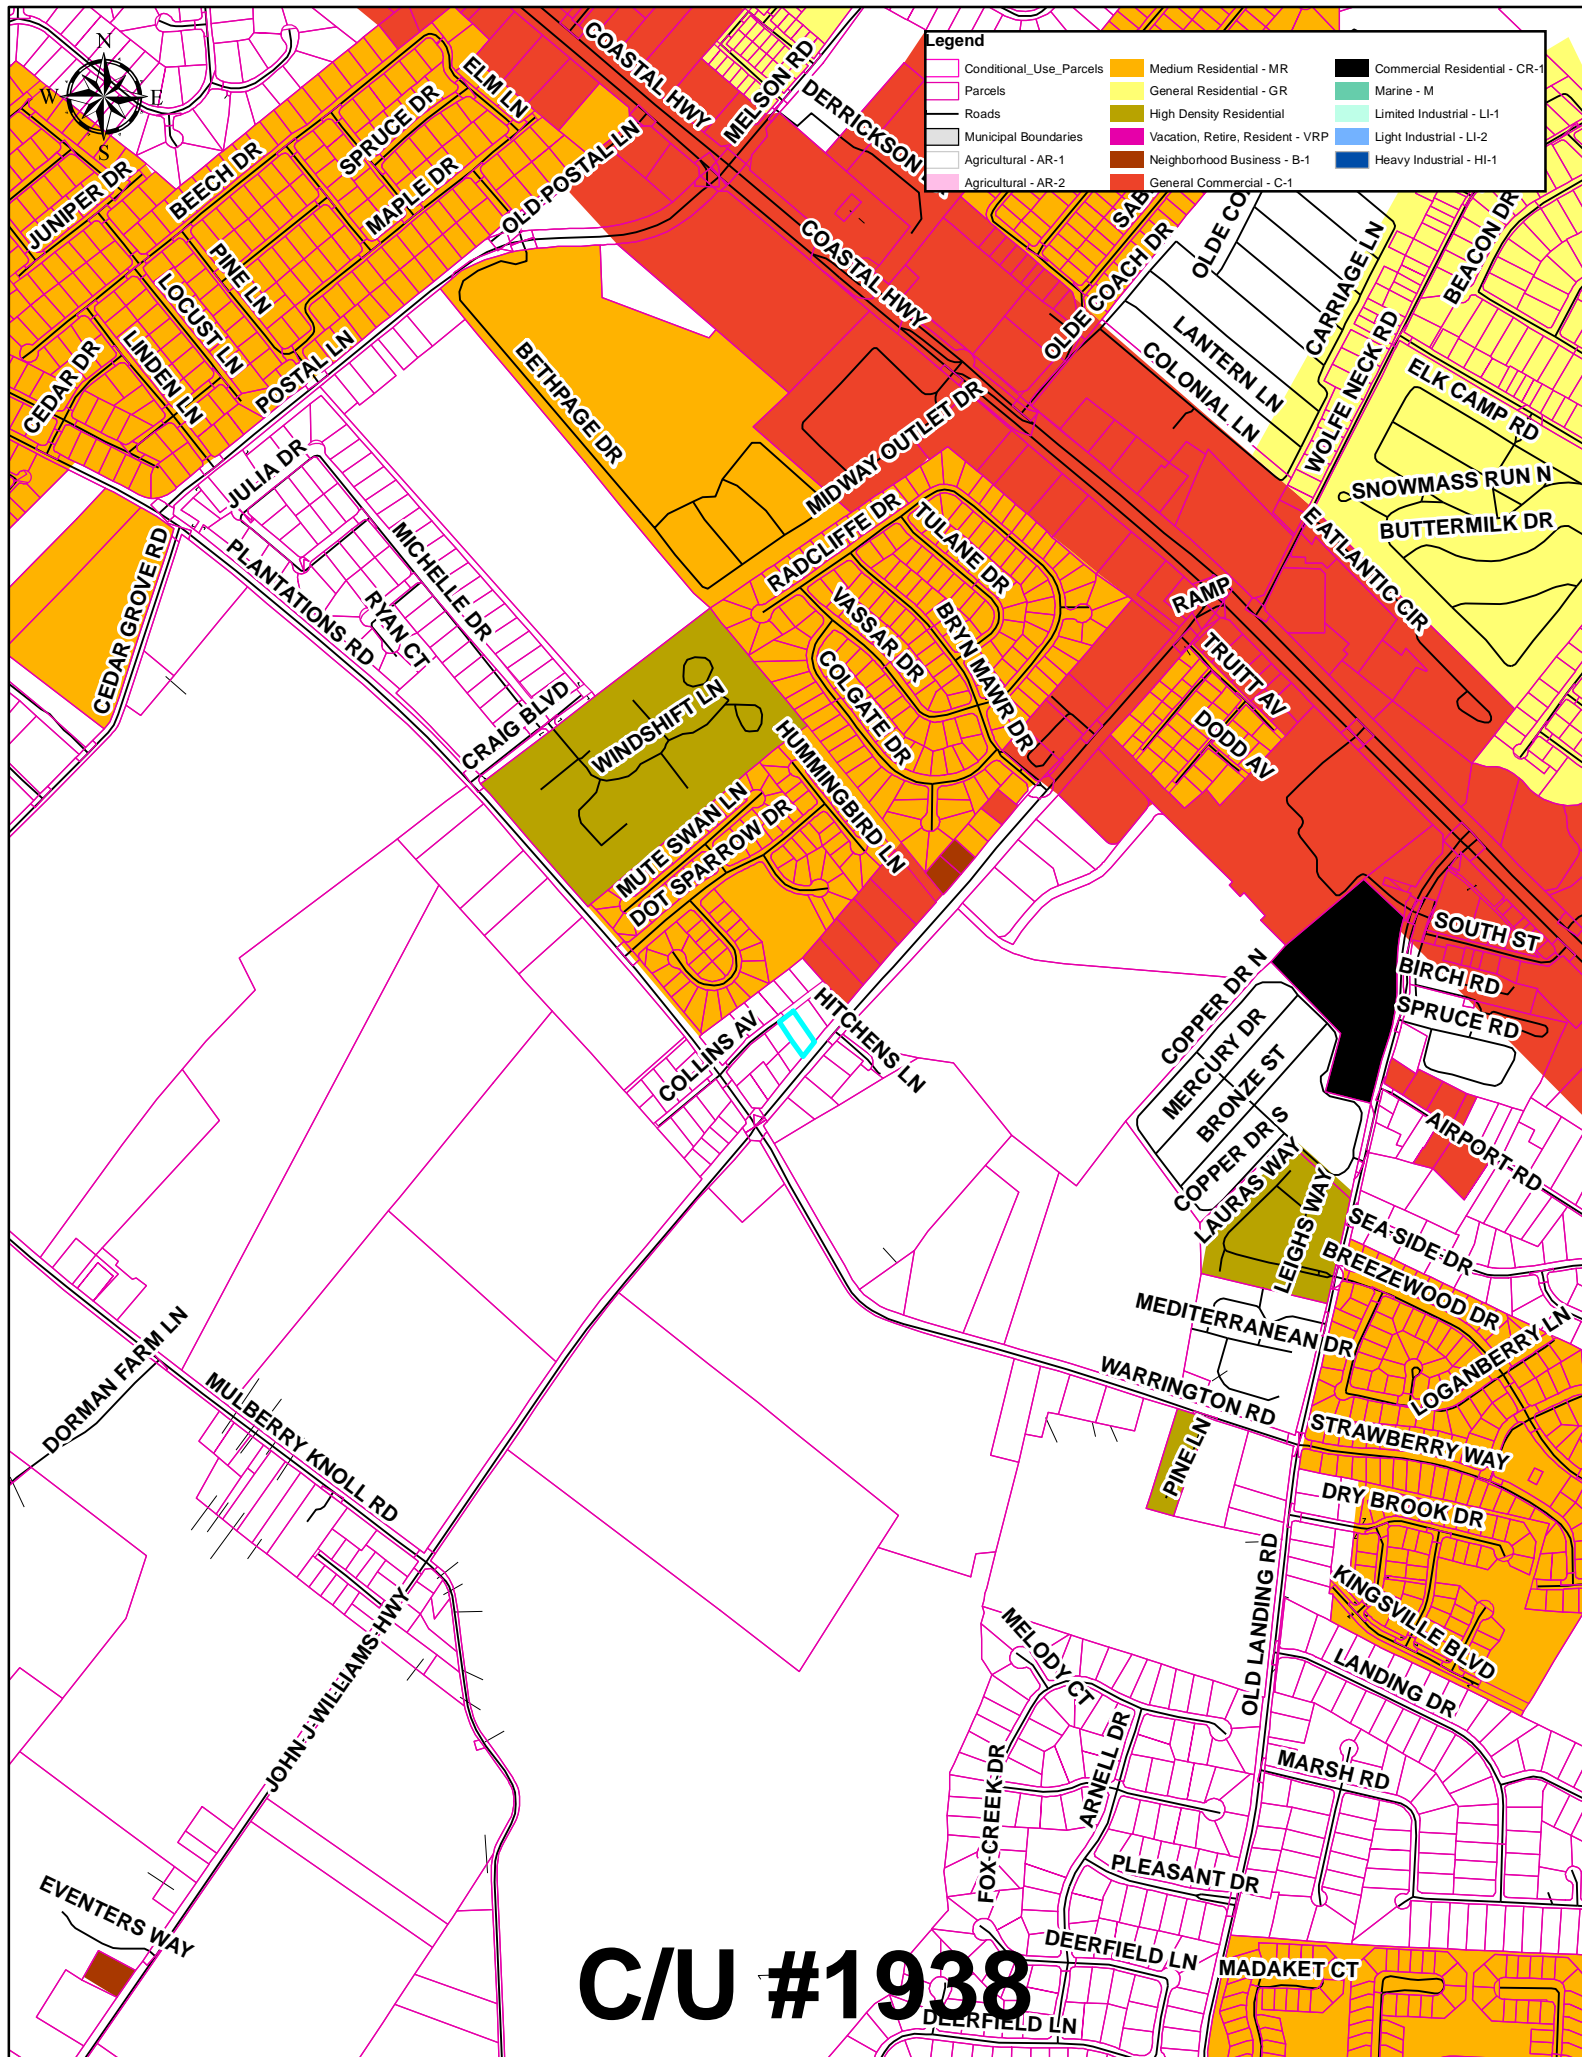 N
W E
S
Legend
Conditional_Use_Parcels
Parcels
Roads
Municipal Boundaries
Agricultural - AR-1
Agricultural - AR-2
Medium Residential - MR
General Residential - GR
High Density Residential
Vacation, Retire, Resident - VRP
Neighborhood Business - B-1
General Commercial - C-1
Commercial Residential - CR-1
Marine - M
Limited Industrial - LI-1
Light Industrial - LI-2
Heavy Industrial - HI-1
COASTAL HWY
MELSON RD
DERRICKSON
ELM LN
SPRUCE DR
BEECH DR
MAPLE DR
OLD POSTAL LN
JUNIPER DR
PINE LN
LOCUST LN
LINDEN LN
CEDAR DR
POSTAL LN
COASTAL HWY
SAB
OLDE COACH DR
OLDE CO
CARRIAGE LN
BEACON DR
LANTERN LN
COLONIAL LN
WOLFE NECK RD
ELK CAMP RD
SNOWMASS RUN N
BUTTERMILK DR
E ATLANTIC CIR
BETHPAGE DR
MIDWAY OUTLET DR
RADCLIFFE DR
TULANE DR
VASSAR DR
BRYN MAWR DR
COLGATE DR
RAMP
TRUITT AV
DODD AV
JULIA DR
MICHELLE DR
RYAN CT
PLANTATIONS RD
CEDAR GROVE RD
CRAIG BLVD
WINDSHIFT LN
HUMMINGBIRD LN
MUTE SWAN LN
DOT SPARROW DR
COLLINS AV
HITCHENS LN
SOUTH ST
BIRCH RD
SPRUCE RD
COPPER DR N
MERCURY DR
BRONZE ST
COPPER DR S
LAURAS WAY
LEIGHS WAY
AIRPORT RD
SEA SIDE DR
BREEZEWOOD DR
LOGANBERRY LN
MEDITERRANEAN DR
WARRINGTON RD
STRAWBERRY WAY
PINE LN
DRY BROOK DR
KINGSVILLE BLVD
OLD LANDING RD
LANDING DR
DORMAN FARM LN
MULBERRY KNOLL RD
JOHN J WILLIAMS HWY
MELODY CT
ARNELL DR
FOX CREEK DR
MARSH RD
PLEASANT DR
EVENTERS WAY
DEERFIELD LN
MADAKET CT
C/U #1938
DEERFIELD LN